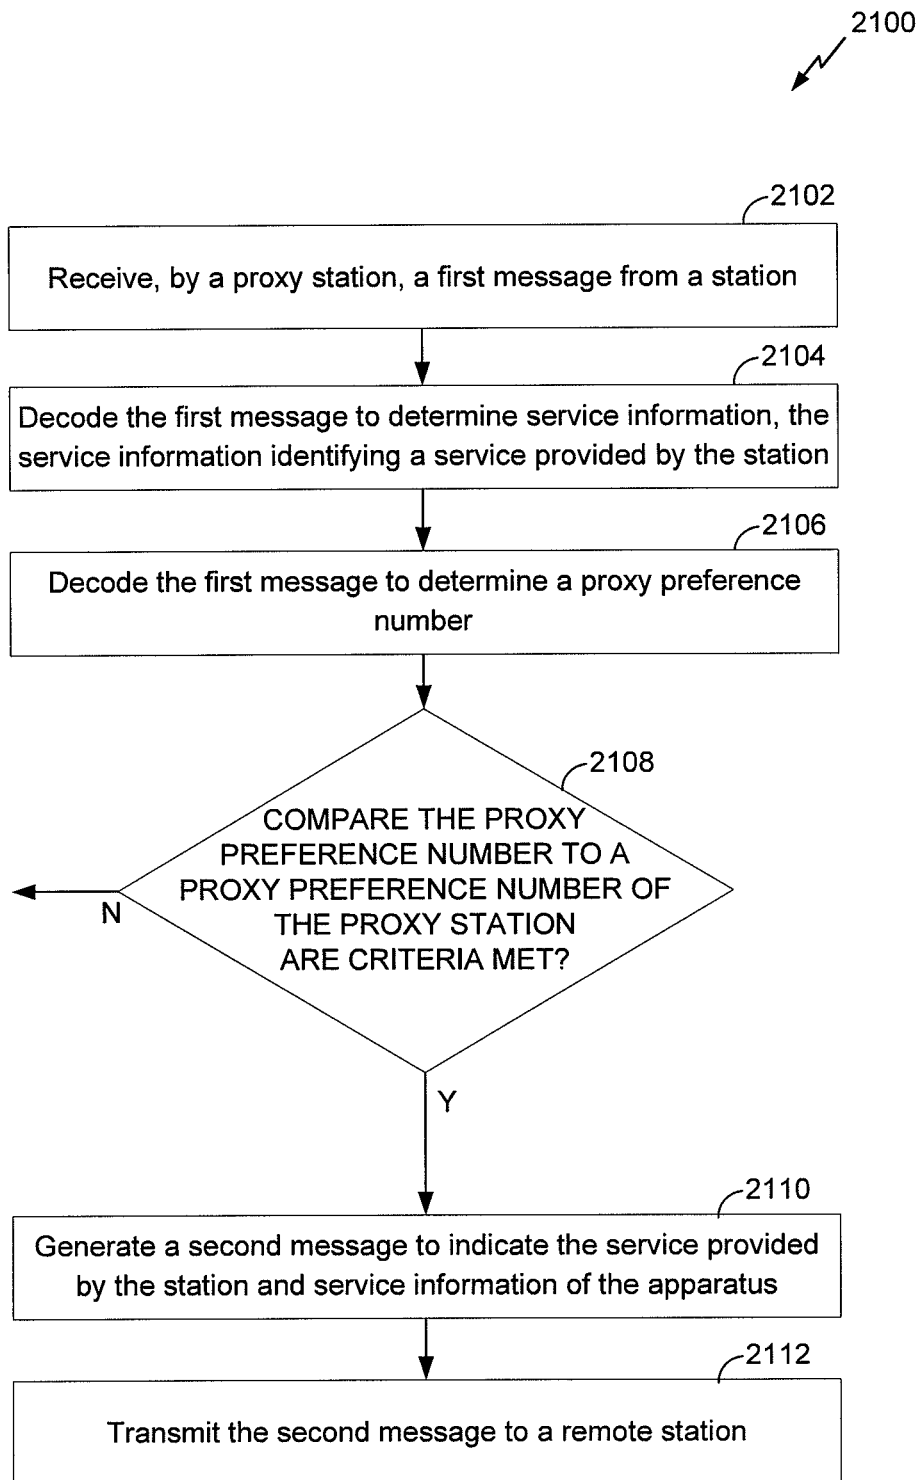 2100
2102
Receive, by a proxy station, a first message from a station
2104
Decode the first message to determine service information, the
service information identifying a service provided by the station
2106
Decode the first message to determine a proxy preference
number
2108
COMPARE THE PROXY
PREFERENCE NUMBER TO A
PROXY PREFERENCE NUMBER OF
THE PROXY STATION
ARE CRITERIA MET?
N
Y
2110
Generate a second message to indicate the service provided
by the station and service information of the apparatus
2112
Transmit the second message to a remote station